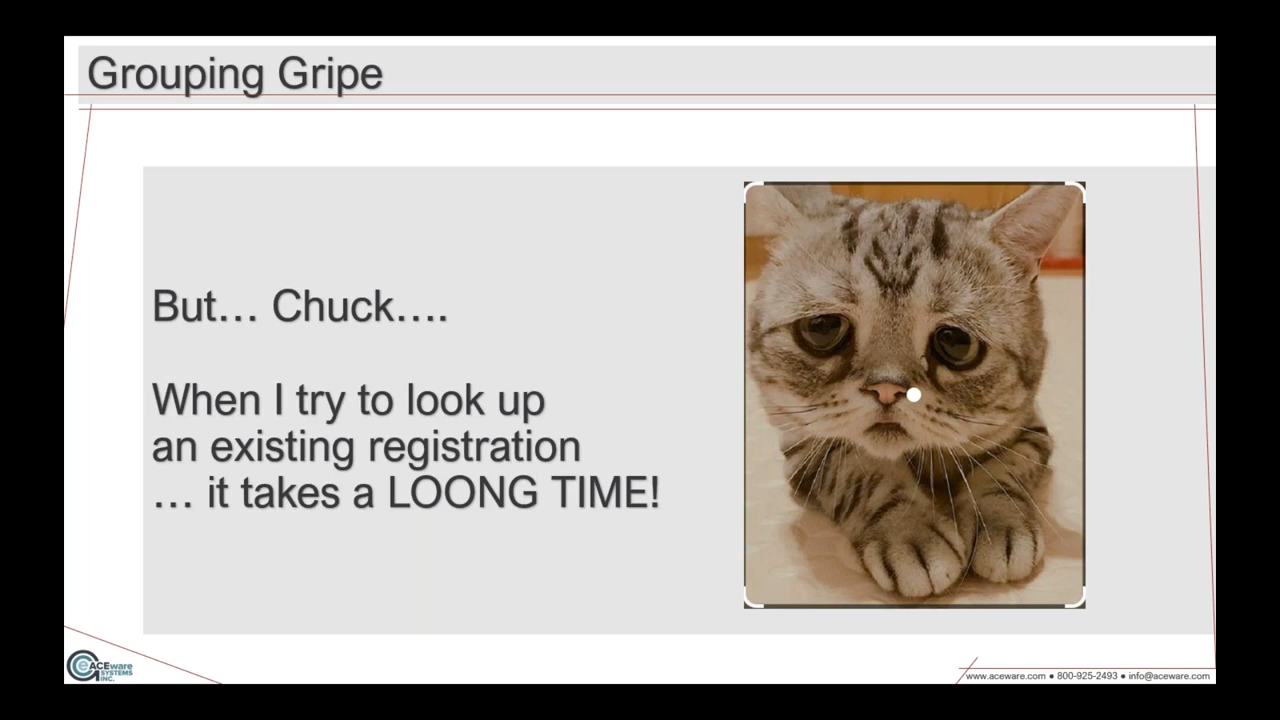 Grouping Gripe
But… Chuck….
When I try to look up
an existing registration
… it takes a LOONG TIME!
eACEware
SYSTEMS
INC.
www.aceware.com ● 800-925-2493 ● info@aceware.com